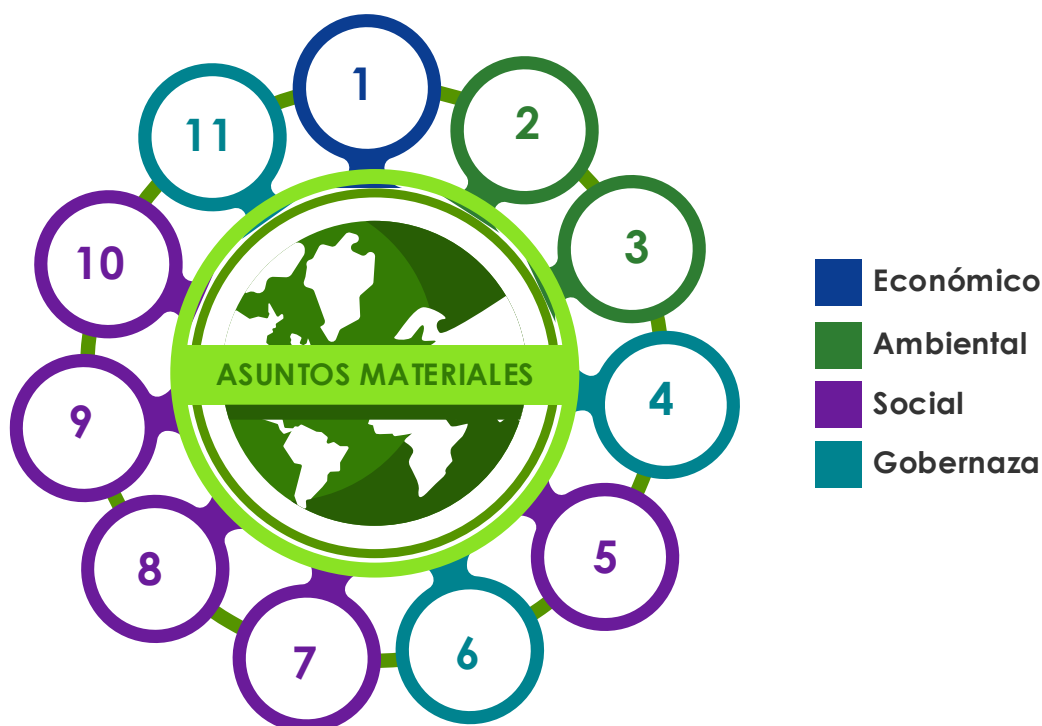 1
2
3
4
5
6
7
8
9
10
11
ASUNTOS MATERIALES
Económico
Ambiental
Social
Gobernaza